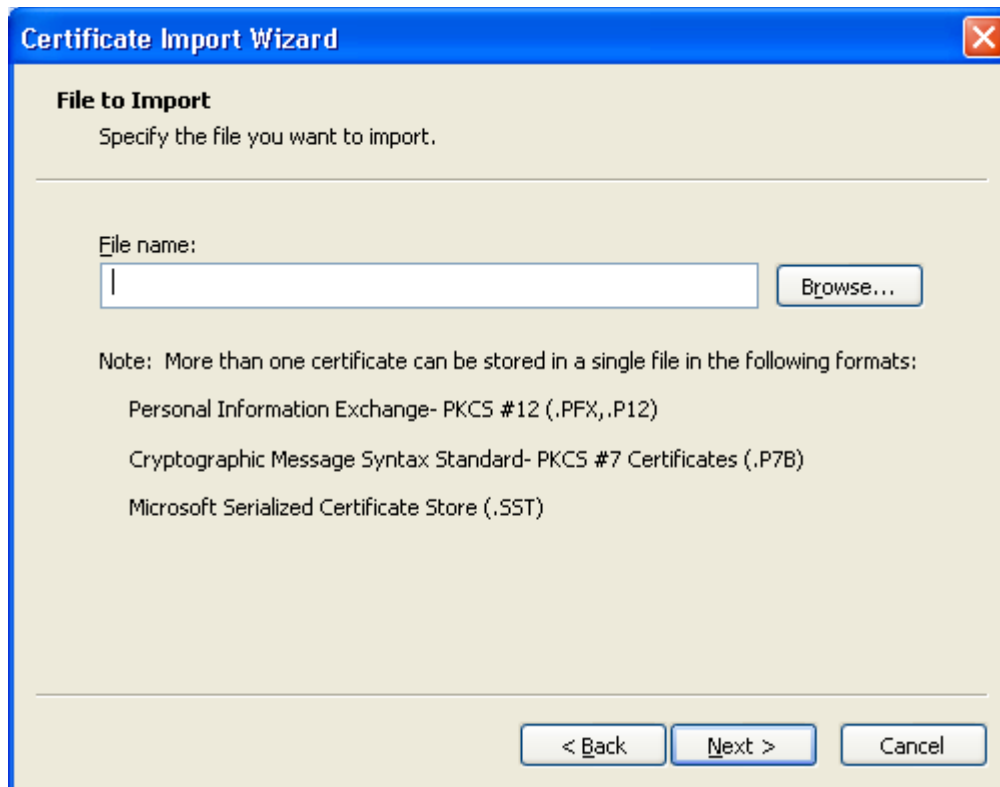 Certificate Import Wizard
File to Import
Specify the file you want to import.
File name:
Browse...
Note:  More than one certificate can be stored in a single file in the following formats:
Personal Information Exchange- PKCS #12 (.PFX,.P12)
Cryptographic Message Syntax Standard- PKCS #7 Certificates (.P7B)
Microsoft Serialized Certificate Store (.SST)
< Back
Next >
Cancel